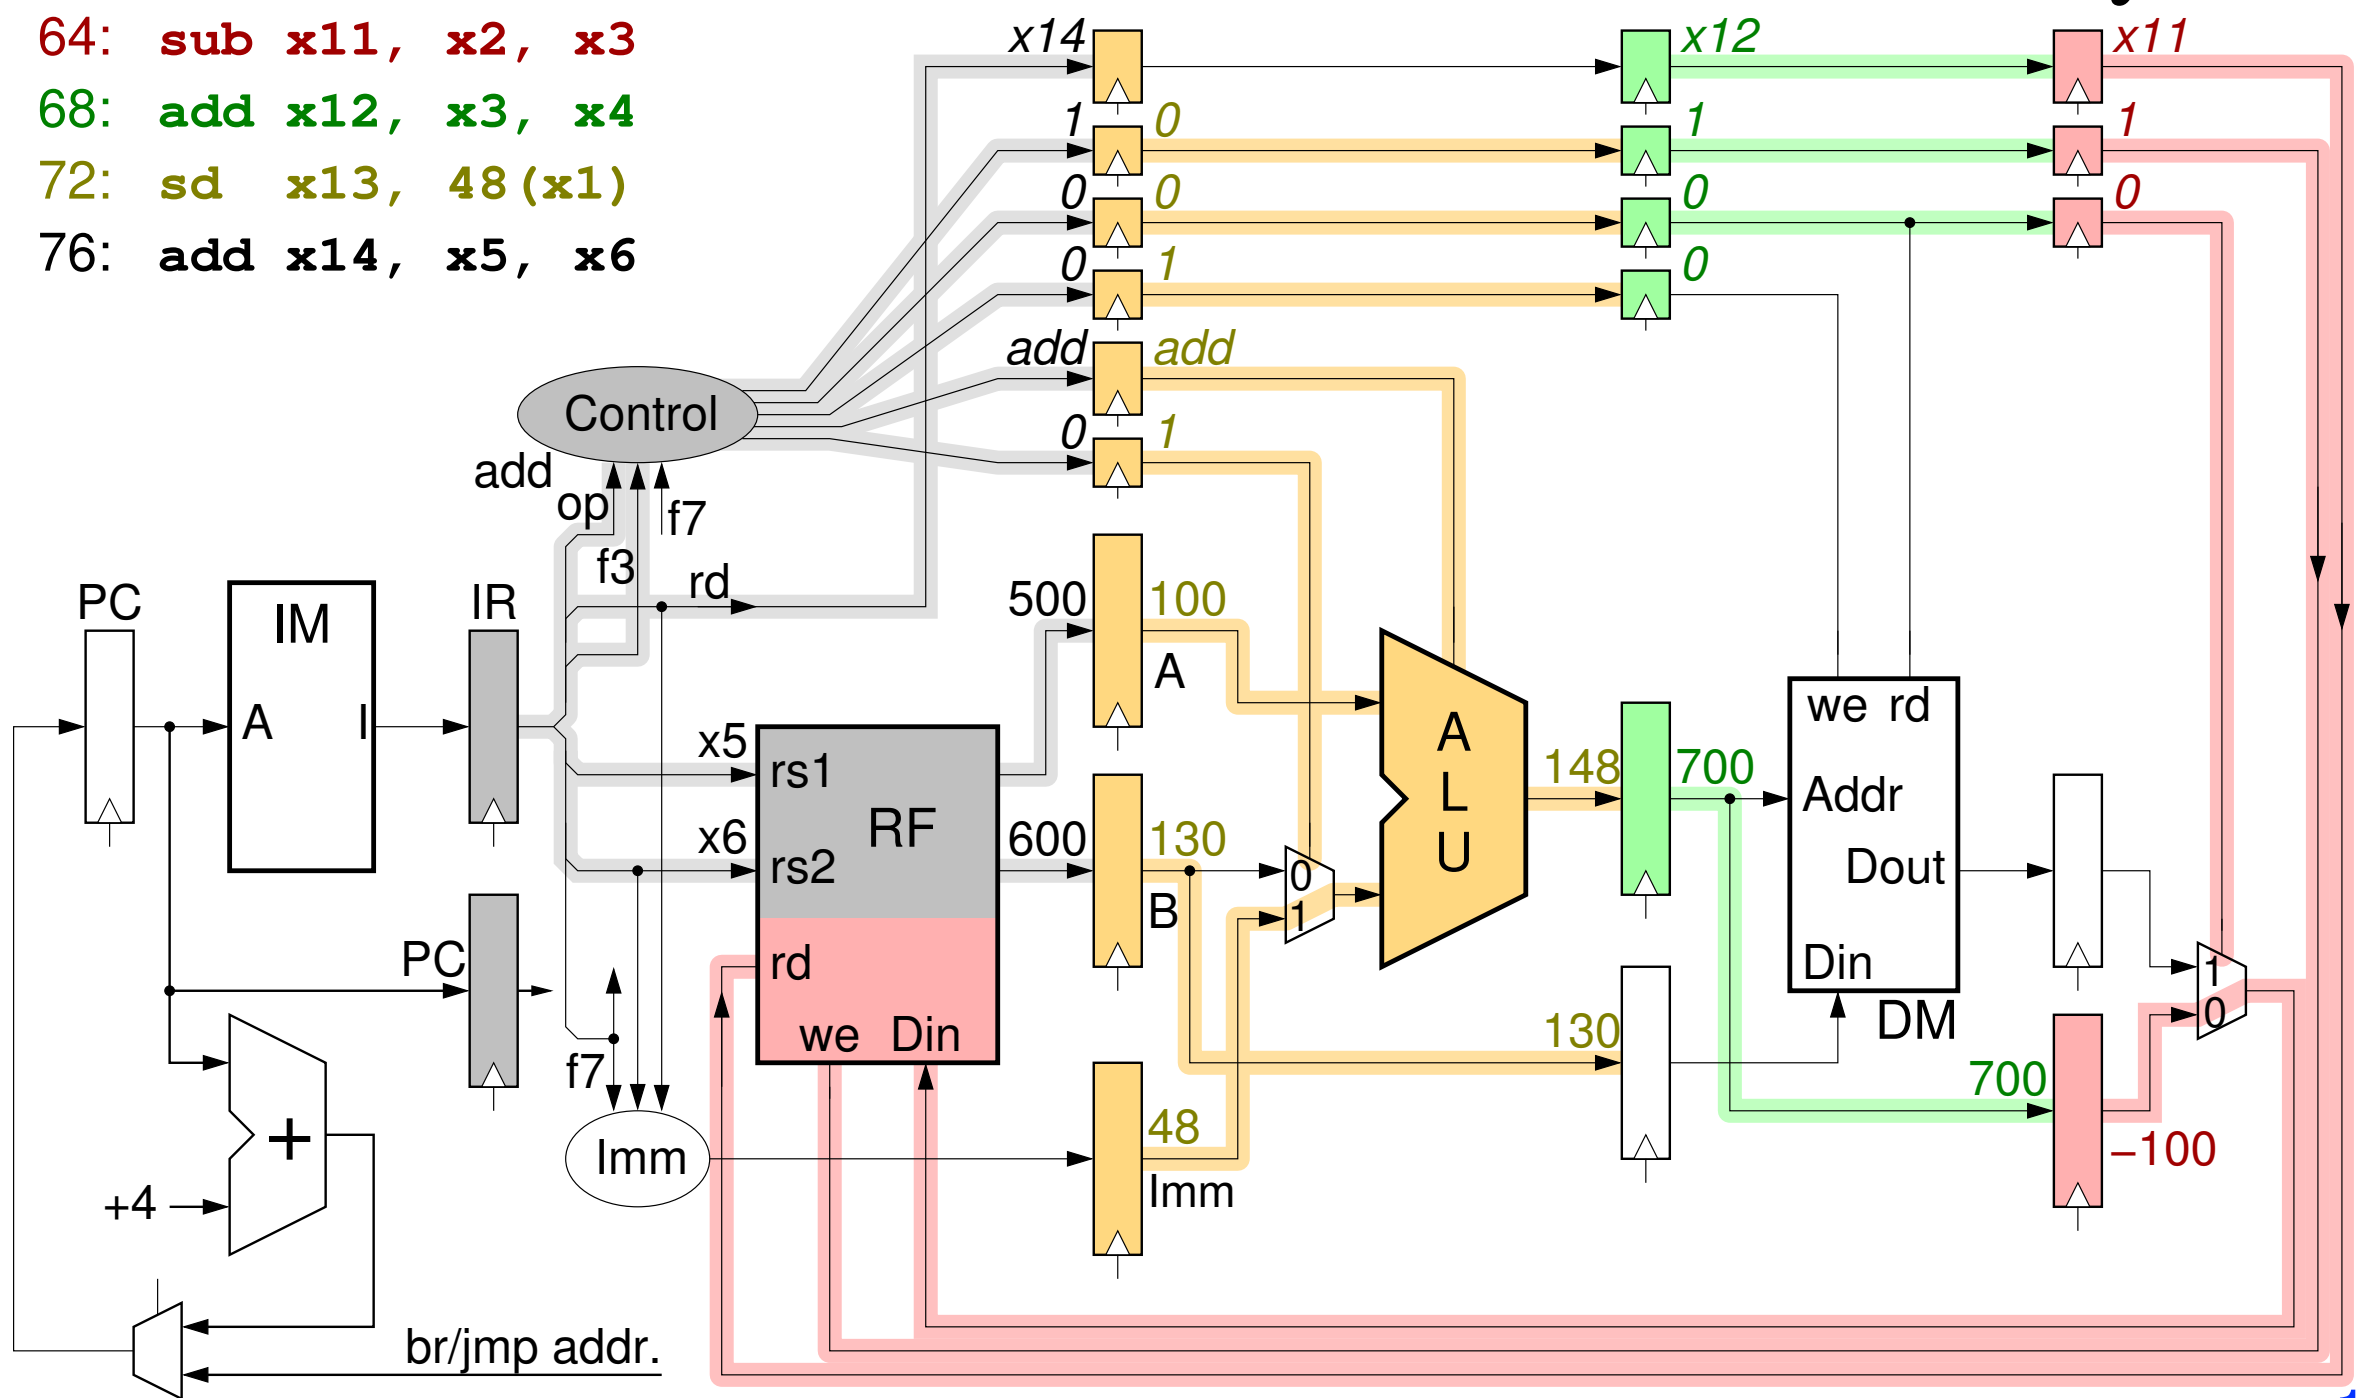 64: sub x11, x2, x3
68: add x12, x3, x4
72: sd x13, 48(x1)
76: add x14, x5, x6
x14 x12 x11
1 0 1 1
0 0 0 0
0 1 0
add add
0 1
Control
add
op
f7
f3
rd
PC
IM
IR
A I
500 100
A
x5
rs1
RF
x6
rs2
600 130
B
rd
we Din
0
1
A
L
U
148 700
we rd
Addr
Dout
Din
DM
1
0
PC
130
f7
+
+4
Imm
48
Imm
700
–100
br/jmp addr.